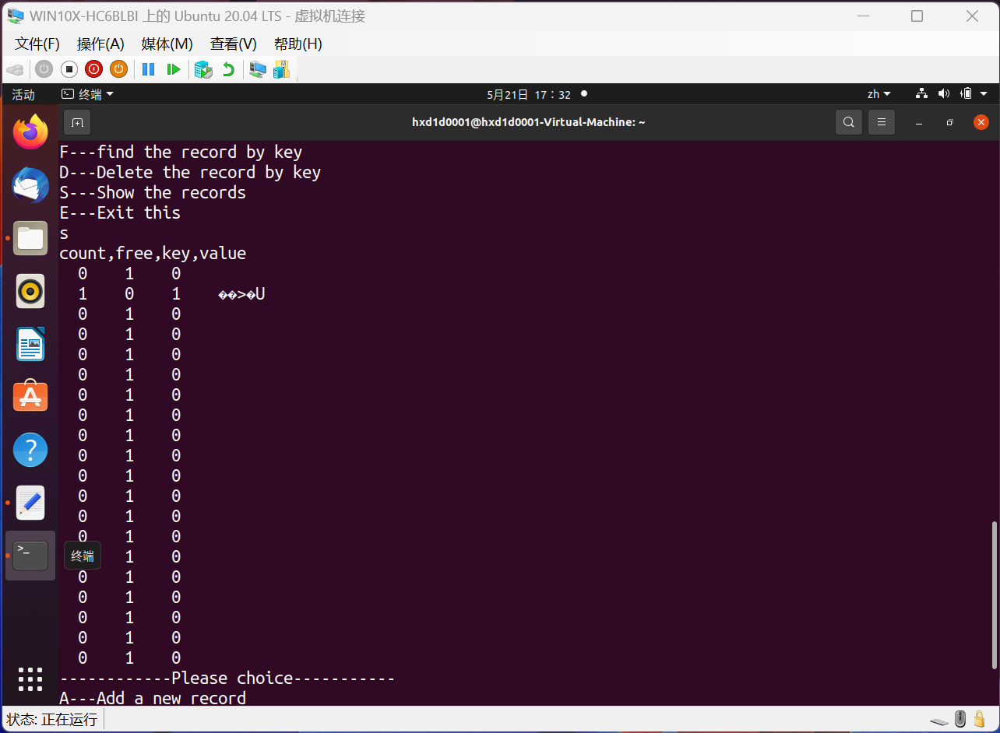 WIN10X-HC6BLBI 上的 Ubuntu 20.04 LTS - 虚拟机连接
文件(F) 操作(A) 媒体(M) 查看(V) 帮助(H)
活动 终端 5月21日 17：32 zh
hxd1d0001@hxd1d0001-Virtual-Machine: ~
F---find the record by key
D---Delete the record by key
S---Show the records
E---Exit this
s
count,free,key,value
0 1 0
1 0 1 ��>�U
0 1 0
0 1 0
0 1 0
0 1 0
0 1 0
0 1 0
0 1 0
0 1 0
0 1 0
0 1 0
0 1 0
0 1 0
终端 1 0
0 1 0
0 1 0
0 1 0
0 1 0
0 1 0
------------Please choice-----------
A---Add a new record
状态: 正在运行